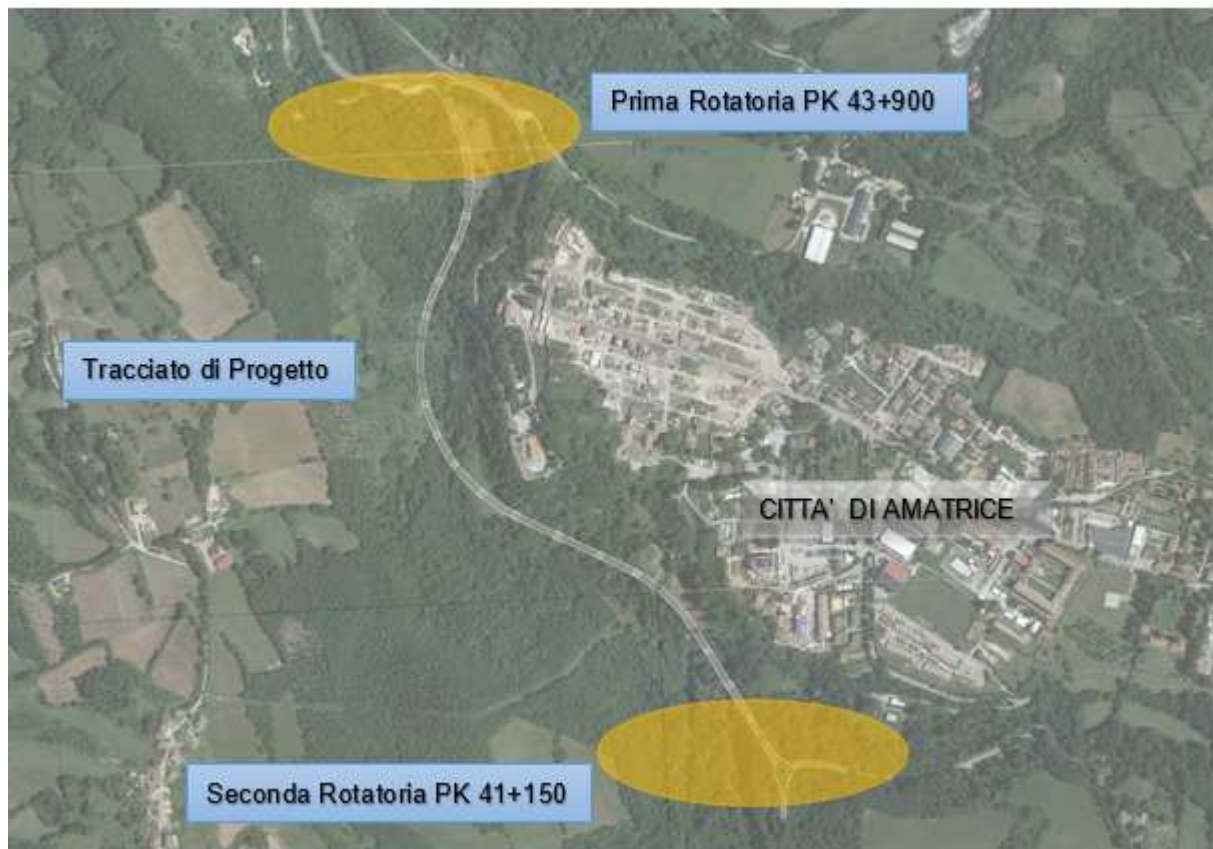 Prima Rotatoria PK 43+900
Tracciato di Progetto
CITTA' DI AMATRICE
Seconda Rotatoria PK 41+150